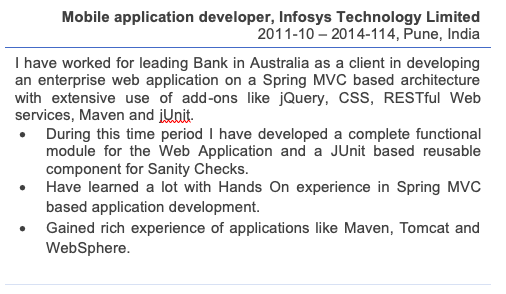 Mobile application developer, Infosys Technology Limited
2011-10 – 2014-114, Pune, India
I have worked for leading Bank in Australia as a client in developing
an enterprise web application on a Spring MVC based architecture
with extensive use of add-ons like jQuery, CSS, RESTful Web
services, Maven and jUnit.
• During this time period I have developed a complete functional
module for the Web Application and a JUnit based reusable
component for Sanity Checks.
• Have learned a lot with Hands On experience in Spring MVC
based application development.
• Gained rich experience of applications like Maven, Tomcat and
WebSphere.